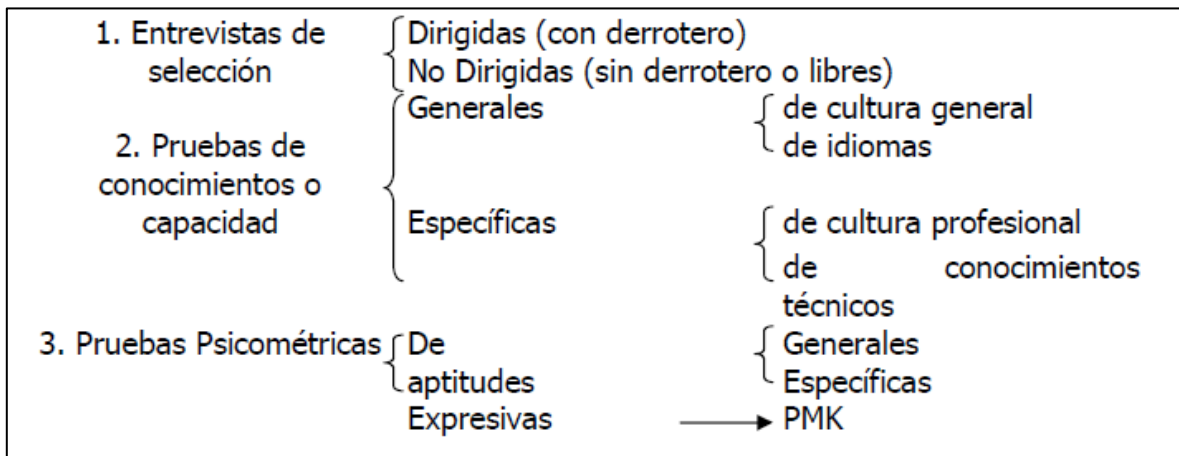 1. Entrevistas de selección
Dirigidas (con derrotero)
No Dirigidas (sin derrotero o libres)
2. Pruebas de conocimientos o capacidad
Generales
de cultura general
de idiomas
Específicas
de cultura profesional
de conocimientos técnicos
3. Pruebas Psicométricas
De aptitudes
Generales
Específicas
Expresivas
PMK